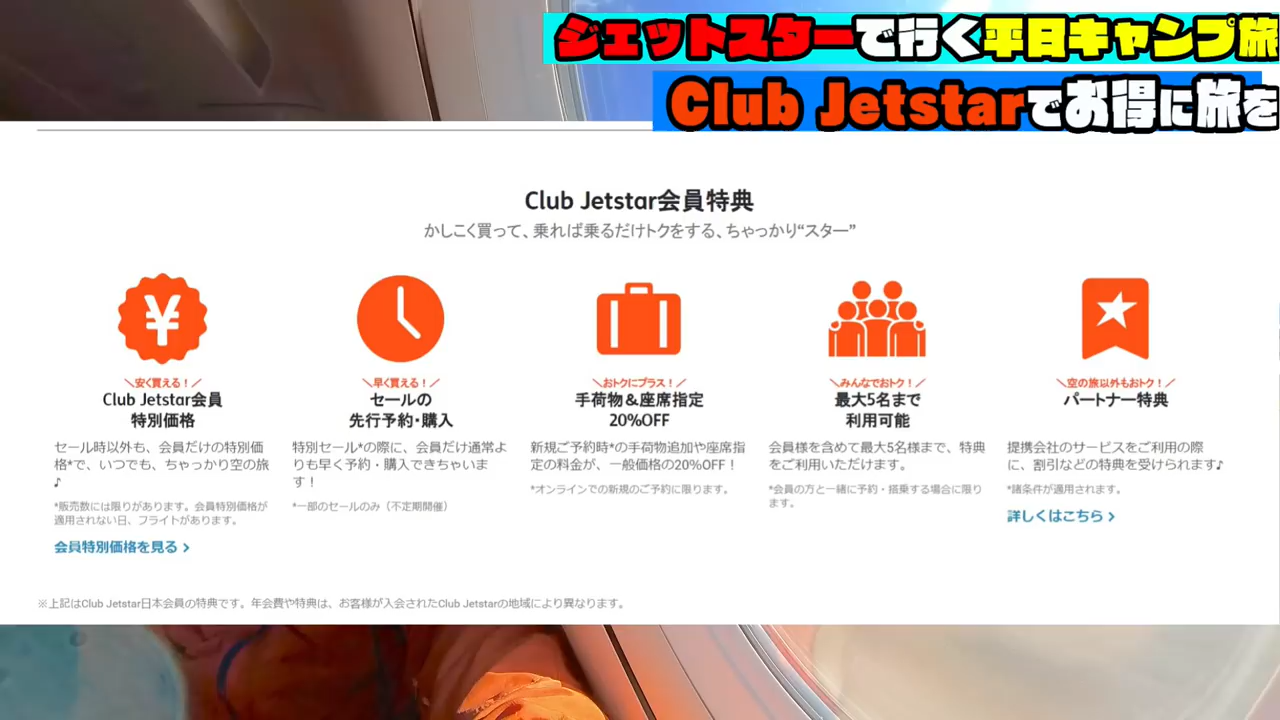 ジェットスターで行く平日キャンプ旅
Club Jetstarでお得に旅を
Club Jetstar会員特典
かしこく買って、乗れば乗るだけトクをする、ちゃっかり“スター”
＼安く買える！／
Club Jetstar会員
特別価格
セール時以外も、会員だけの特別価
格*で、いつでも、ちゃっかり空の旅
♪
*販売数には限りがあります。会員特別価格が
適用されない日、フライトがあります。
会員特別価格を見る >
＼早く買える！／
セールの
先行予約・購入
特別セール*の際に、会員だけ通常よ
りも早く予約・購入できちゃいま
す！
*一部のセールのみ（不定期開催）
＼おトクにプラス！／
手荷物＆座席指定
20%OFF
新規ご予約時*の手荷物追加や座席指
定の料金が、一般価格の20%OFF！
*オンラインでの新規のご予約に限ります。
＼みんなでおトク！／
最大5名まで
利用可能
会員様を含めて最大5名様まで、特典
をご利用いただけます。
*会員の方と一緒に予約・搭乗する場合に限り
ます。
＼空の旅以外もおトク！／
パートナー特典
提携会社のサービスをご利用の際
に、割引などの特典を受けられます♪
*諸条件が適用されます。
詳しくはこちら >
※上記はClub Jetstar日本会員の特典です。年会費や特典は、お客様が入会されたClub Jetstarの地域により異なります。